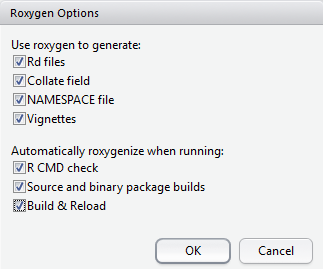 Roxygen Options
Use roxygen to generate:
Rd files
Collate field
NAMESPACE file
Vignettes
Automatically roxygenize when running:
R CMD check
Source and binary package builds
Build & Reload
OK
Cancel